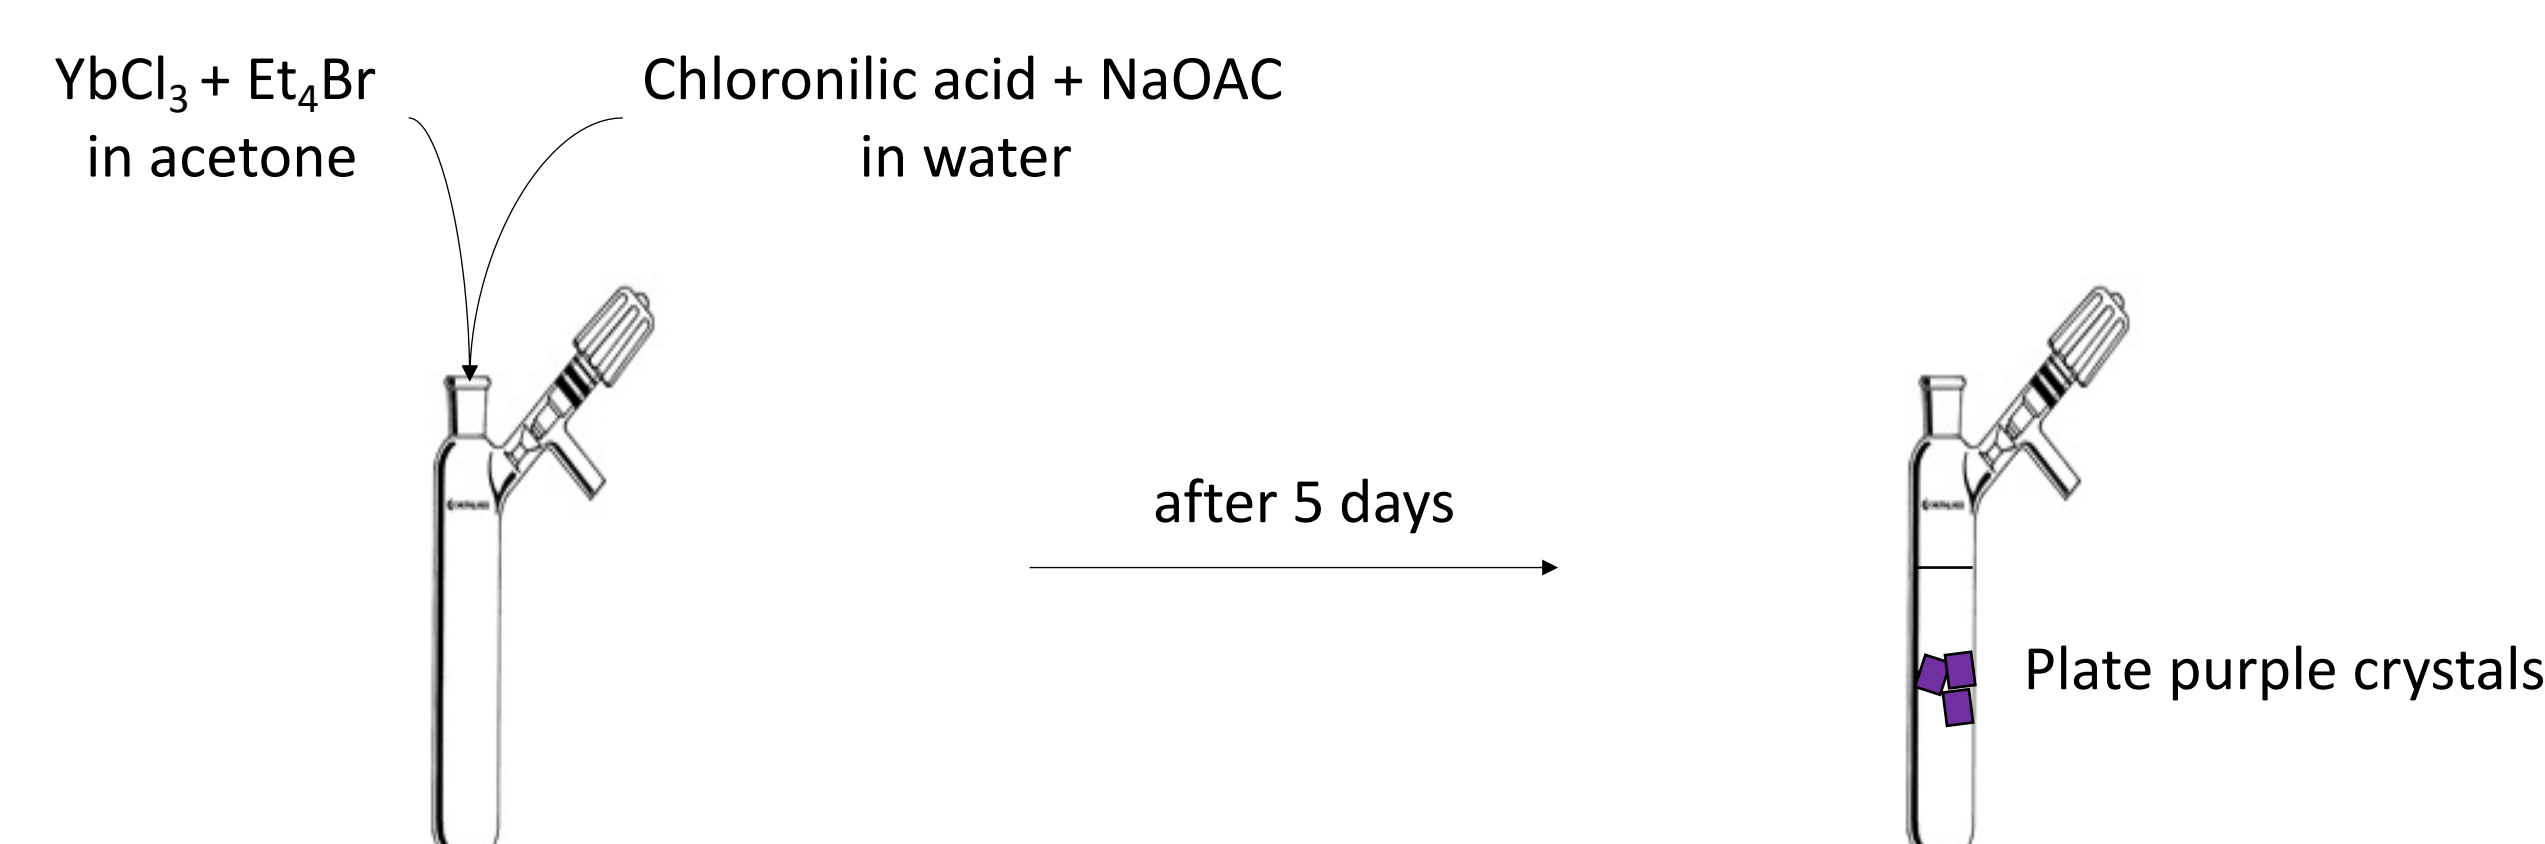 YbCl₃ + Et₄Br
in acetone
Chloronilic acid + NaOAC
in water
after 5 days
Plate purple crystals